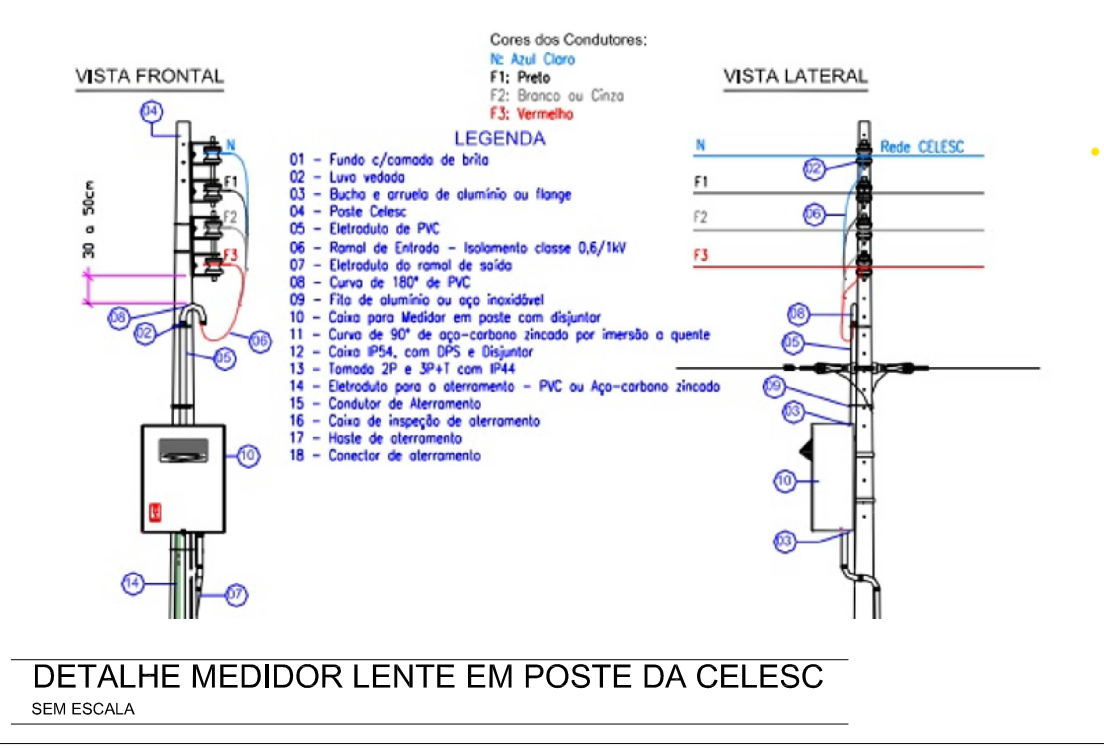 Cores dos Condutores:
N: Azul Claro
F1: Preto
F2: Branco ou Cinza
F3: Vermelho
VISTA FRONTAL
VISTA LATERAL
LEGENDA
01 - Fundo c/camada de brita
02 - Luva vedada
03 - Bucha e arruela de alumínio ou flange
04 - Poste Celesc
05 - Eletroduto de PVC
06 - Ramal de Entrada - Isolamento classe 0,6/1kV
07 - Eletroduto do ramal de saída
08 - Curva de 180° de PVC
09 - Fita de alumínio ou aço inoxidável
10 - Caixa para Medidor em poste com disjuntor
11 - Curva de 90° de aço-carbono zincado por imersão a quente
12 - Caixa IP54, com DPS e Disjuntor
13 - Tomada 2P e 3P+T com IP44
14 - Eletroduto para o aterramento - PVC ou Aço-carbono zincado
15 - Condutor de Aterramento
16 - Caixa de inspeção de aterramento
17 - Haste de aterramento
18 - Conector de aterramento
04
N
F1
F2
F3
30 a 50cm
08
02
06
05
10
14
07
N
Rede CELESC
02
F1
06
F2
F3
08
05
09
03
10
03
DETALHE MEDIDOR LENTE EM POSTE DA CELESC
SEM ESCALA